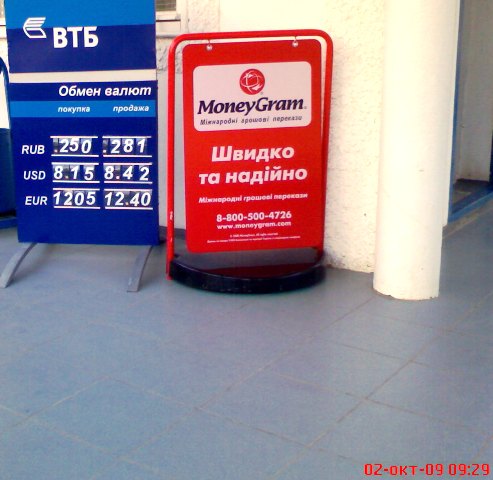 ВТБ
Обмен валют
покупка продажа
RUB 250 281
USD 8.15 8.42
EUR 1205 12.40
MoneyGram
Міжнародні грошові перекази
Швидко
та надійно
Міжнародні грошові перекази
8-800-500-4726
www.moneygram.com
02-окт-09 09:29